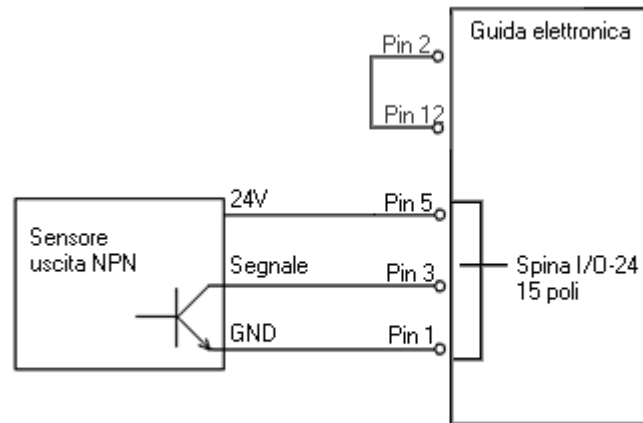 Guida elettronica
Pin 2
Pin 12
24V
Pin 5
Sensore
uscita NPN
Segnale
Pin 3
Spina I/O-24
15 poli
GND
Pin 1